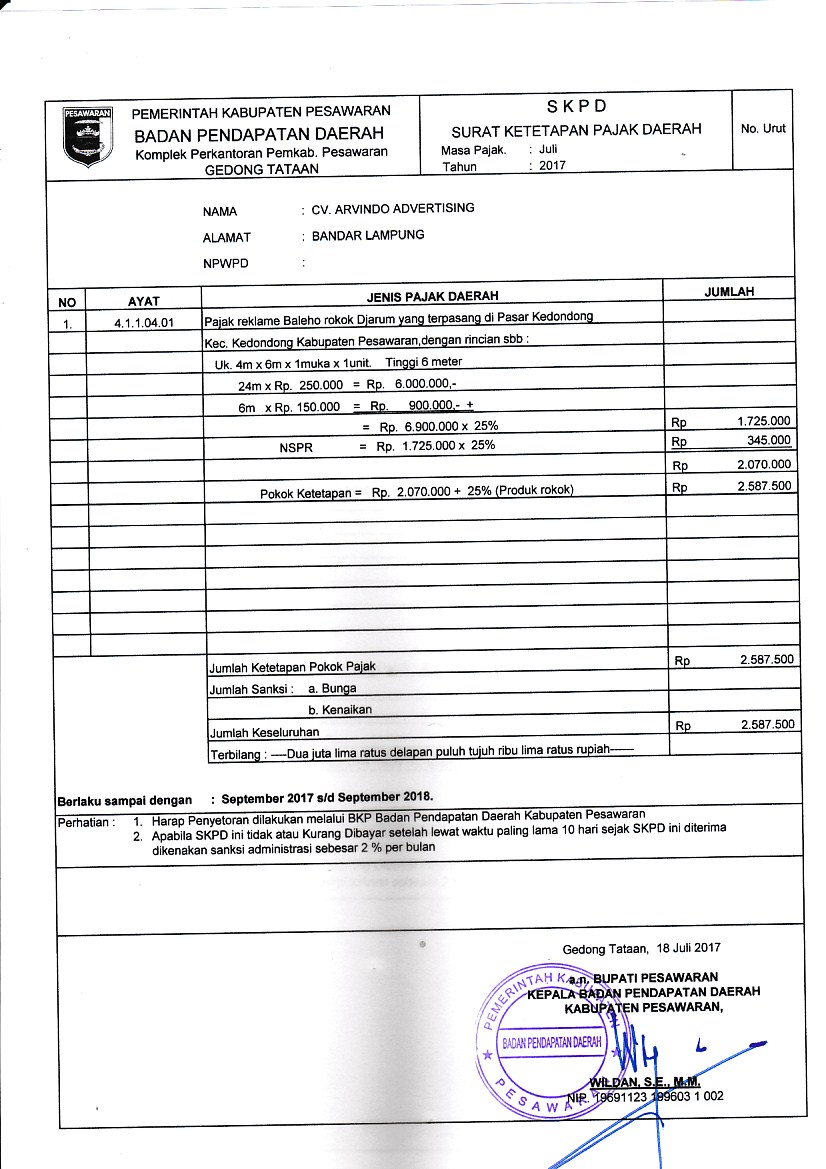 PESAWARAN
PEMERINTAH KABUPATEN PESAWARAN
BADAN PENDAPATAN DAERAH
Komplek Perkantoran Pemkab. Pesawaran
GEDONG TATAAN
S K P D
SURAT KETETAPAN PAJAK DAERAH
Masa Pajak. : Juli
Tahun : 2017
No. Urut
NAMA : CV. ARVINDO ADVERTISING
ALAMAT : BANDAR LAMPUNG
NPWPD :
NO AYAT JENIS PAJAK DAERAH JUMLAH
1. 4.1.1.04.01 Pajak reklame Baleho rokok Djarum yang terpasang di Pasar Kedondong
Kec. Kedondong Kabupaten Pesawaran,dengan rincian sbb :
Uk. 4m x 6m x 1muka x 1unit. Tinggi 6 meter
24m x Rp. 250.000 = Rp. 6.000.000,-
6m x Rp. 150.000 = Rp. 900.000,- +
= Rp. 6.900.000 x 25% Rp 1.725.000
NSPR = Rp. 1.725.000 x 25% Rp 345.000
Rp 2.070.000
Pokok Ketetapan = Rp. 2.070.000 + 25% (Produk rokok) Rp 2.587.500
Jumlah Ketetapan Pokok Pajak Rp 2.587.500
Jumlah Sanksi : a. Bunga
b. Kenaikan
Jumlah Keseluruhan Rp 2.587.500
Terbilang : ----Dua juta lima ratus delapan puluh tujuh ribu lima ratus rupiah------
Berlaku sampai dengan : September 2017 s/d September 2018.
Perhatian : 1. Harap Penyetoran dilakukan melalui BKP Badan Pendapatan Daerah Kabupaten Pesawaran
2. Apabila SKPD ini tidak atau Kurang Dibayar setelah lewat waktu paling lama 10 hari sejak SKPD ini diterima
dikenakan sanksi administrasi sebesar 2 % per bulan
Gedong Tataan, 18 Juli 2017
a.n. BUPATI PESAWARAN
KEPALA BADAN PENDAPATAN DAERAH
KABUPATEN PESAWARAN,
PEMERINTAH KABUPATEN
BADAN PENDAPATAN DAERAH
PESAWARAN
WILDAN, S.E., M.M.
NIP. 19691123 199603 1 002